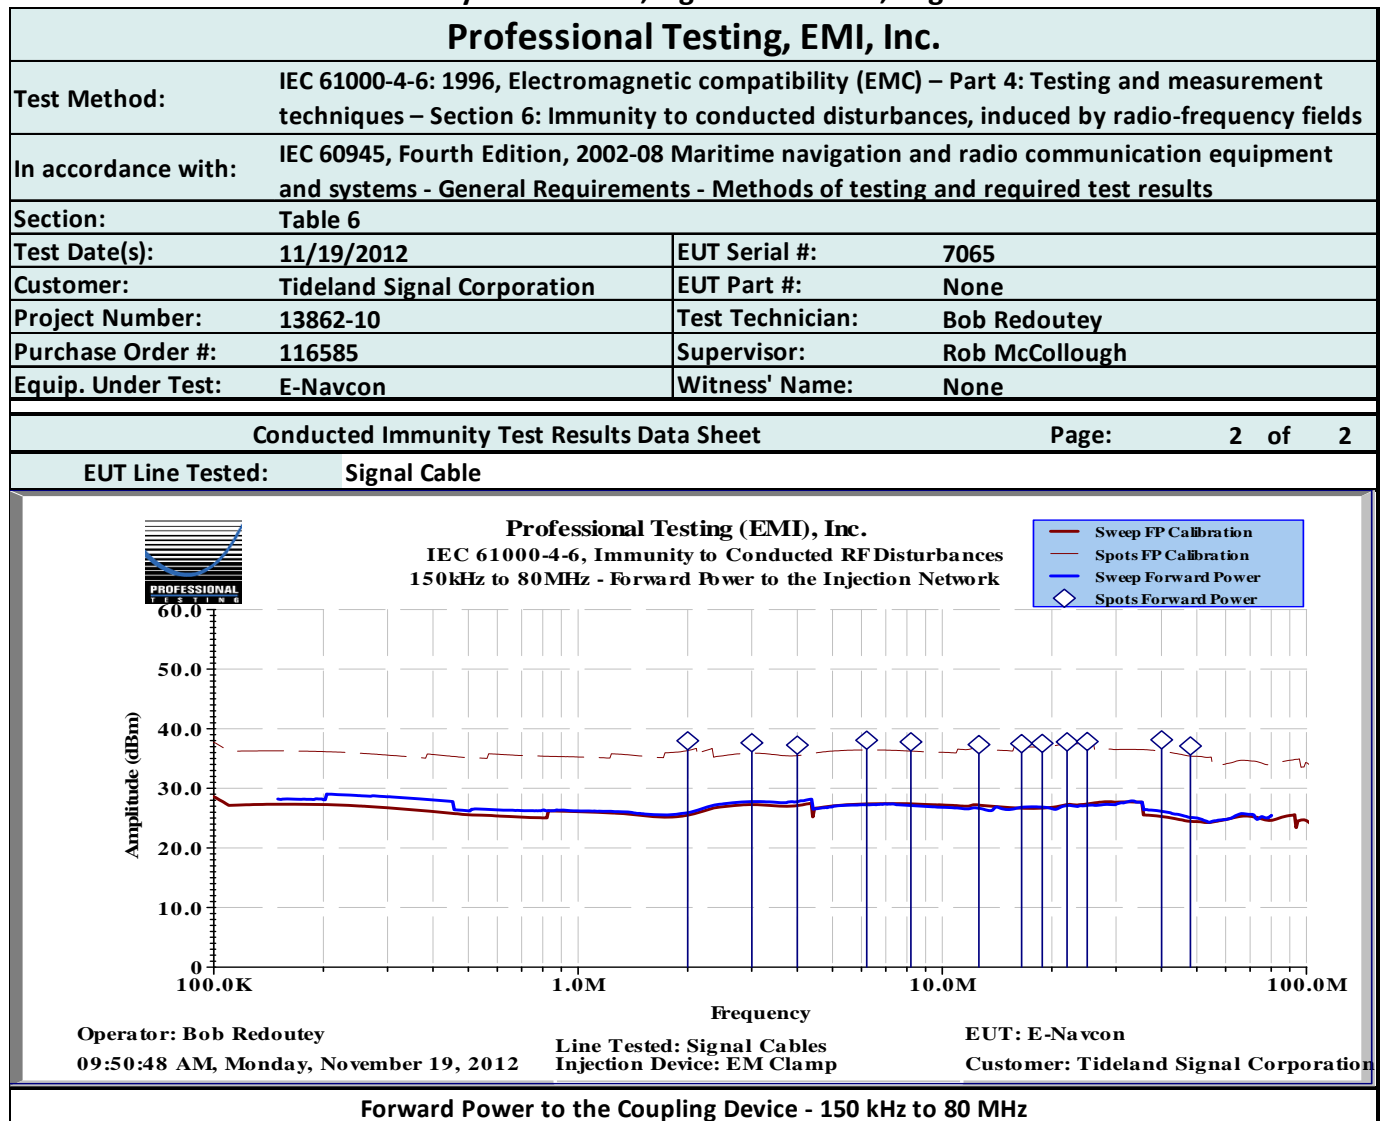 Professional Testing, EMI, Inc.
Test Method:
IEC 61000-4-6: 1996, Electromagnetic compatibility (EMC) – Part 4: Testing and measurement
techniques – Section 6: Immunity to conducted disturbances, induced by radio-frequency fields
In accordance with:
IEC 60945, Fourth Edition, 2002-08 Maritime navigation and radio communication equipment
and systems - General Requirements - Methods of testing and required test results
Section: Table 6
Test Date(s): 11/19/2012 EUT Serial #: 7065
Customer: Tideland Signal Corporation EUT Part #: None
Project Number: 13862-10 Test Technician: Bob Redoutey
Purchase Order #: 116585 Supervisor: Rob McCollough
Equip. Under Test: E-Navcon Witness' Name: None
Conducted Immunity Test Results Data Sheet Page: 2 of 2
EUT Line Tested: Signal Cable
PROFESSIONAL
TESTING
Professional Testing (EMI), Inc.
IEC 61000-4-6, Immunity to Conducted RF Disturbances
150kHz to 80MHz - Forward Power to the Injection Network
Sweep FP Calibration
Spots FP Calibration
Sweep Forward Power
Spots Forward Power
60.0
50.0
40.0
30.0
20.0
10.0
0
Amplitude (dBm)
100.0K 1.0M 10.0M 100.0M
Frequency
Operator: Bob Redoutey
09:50:48 AM, Monday, November 19, 2012
Line Tested: Signal Cables
Injection Device: EM Clamp
EUT: E-Navcon
Customer: Tideland Signal Corporation
Forward Power to the Coupling Device - 150 kHz to 80 MHz